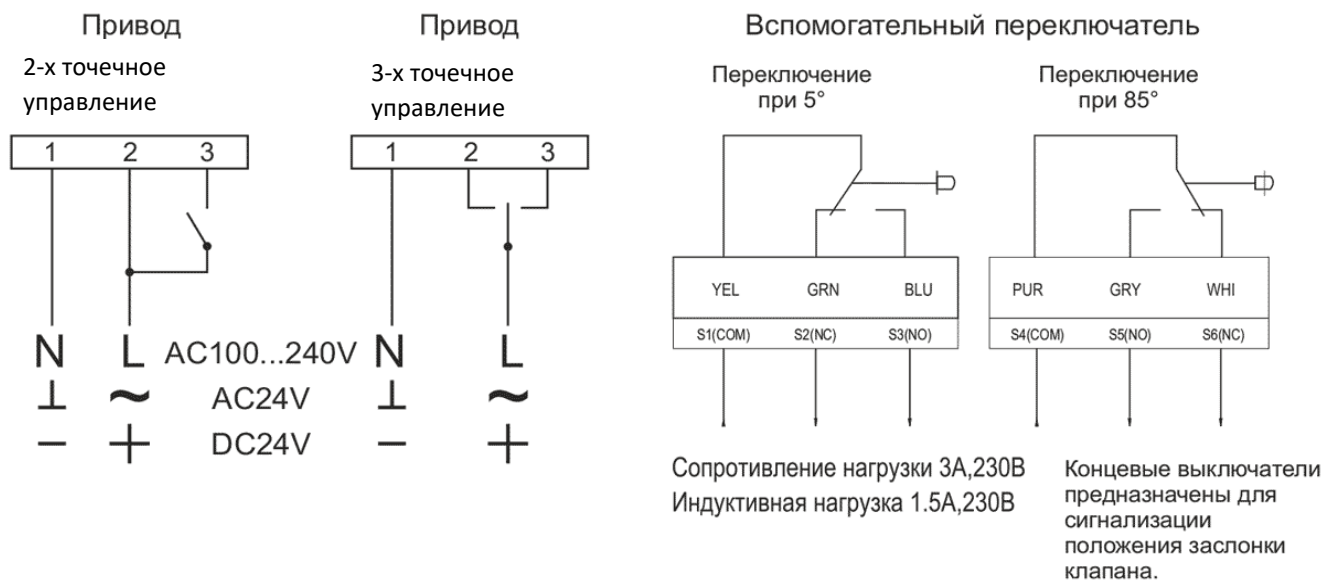 Привод
2-х точечное
управление
1 2 3
N L AC100...240V
⊥ ~ AC24V
− + DC24V
Привод
3-х точечное
управление
1 2 3
N L
⊥ ~
− +
Вспомогательный переключатель
Переключение
при 5°
YEL GRN BLU
S1(COM) S2(NC) S3(NO)
Переключение
при 85°
PUR GRY WHI
S4(COM) S5(NO) S6(NC)
Сопротивление нагрузки 3А,230В
Индуктивная нагрузка 1.5А,230В
Концевые выключатели
предназначены для
сигнализации
положения заслонки
клапана.